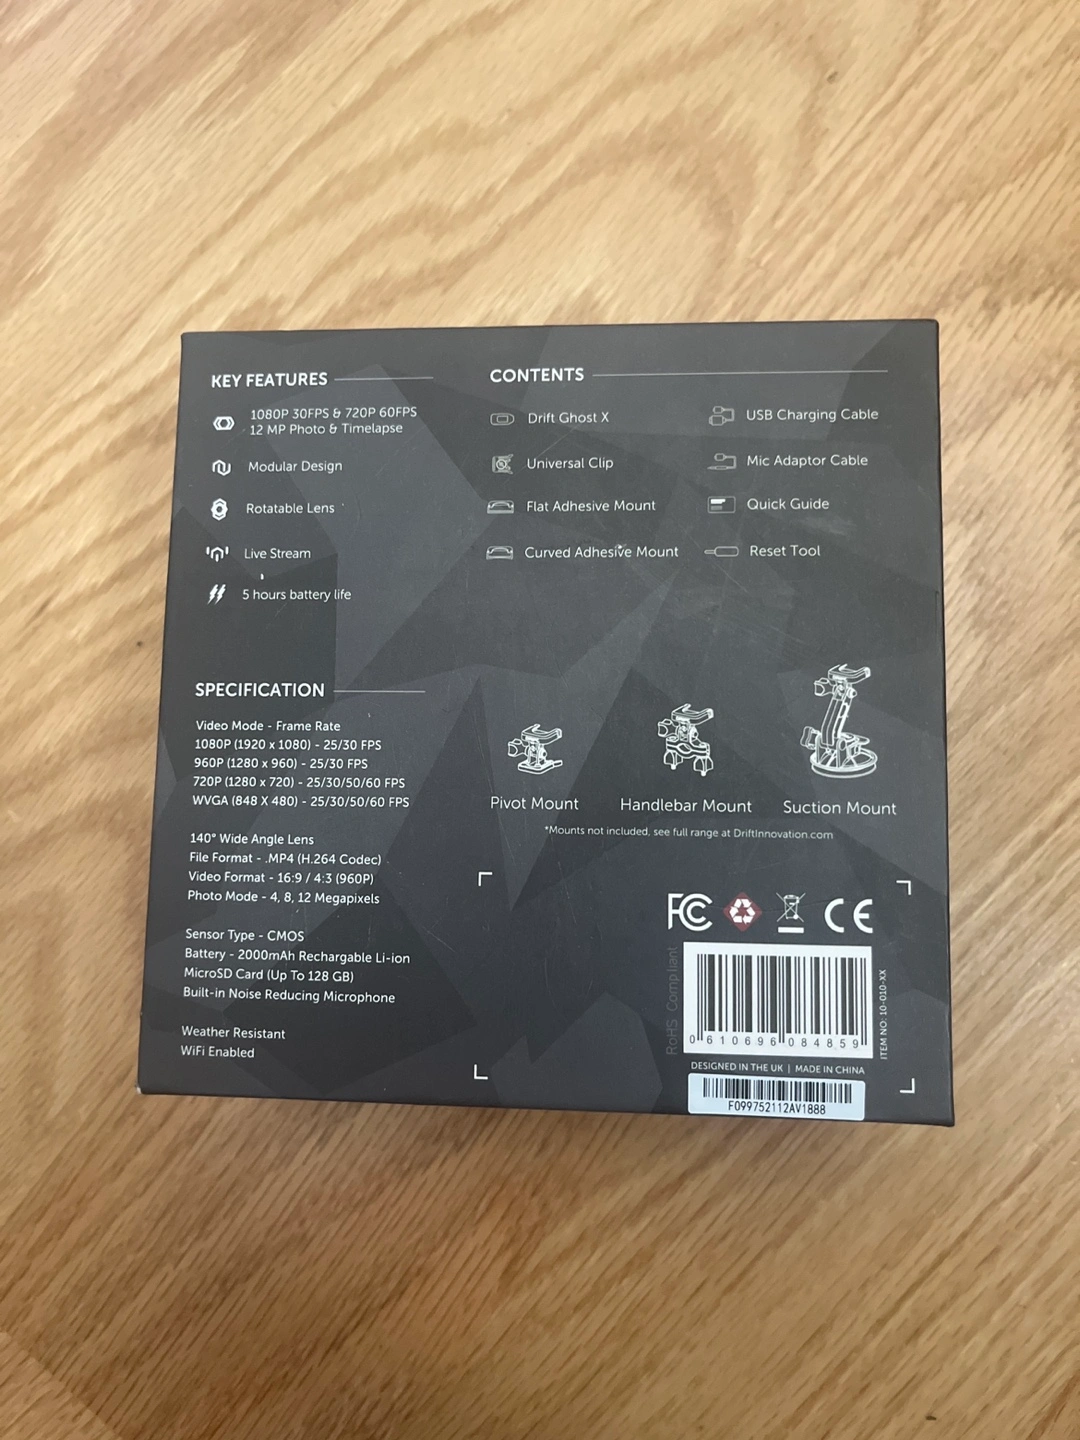 KEY FEATURES
1080P 30FPS & 720P 60FPS
12 MP Photo & Timelapse
Modular Design
Rotatable Lens
Live Stream
5 hours battery life
CONTENTS
Drift Ghost X
Universal Clip
Flat Adhesive Mount
Curved Adhesive Mount
USB Charging Cable
Mic Adaptor Cable
Quick Guide
Reset Tool
SPECIFICATION
Video Mode - Frame Rate
1080P (1920 x 1080) - 25/30 FPS
960P (1280 x 960) - 25/30 FPS
720P (1280 x 720) - 25/30/50/60 FPS
WVGA (848 X 480) - 25/30/50/60 FPS
140° Wide Angle Lens
File Format - .MP4 (H.264 Codec)
Video Format - 16:9 / 4:3 (960P)
Photo Mode - 4, 8, 12 Megapixels
Sensor Type - CMOS
Battery - 2000mAh Rechargable Li-ion
MicroSD Card (Up To 128 GB)
Built-in Noise Reducing Microphone
Weather Resistant
WiFi Enabled
Pivot Mount
Handlebar Mount
Suction Mount
*Mounts not included, see full range at DriftInnovation.com
FC CE
RoHS Compliant
0 610696 084859
ITEM NO: 10-010-XX
DESIGNED IN THE UK | MADE IN CHINA
F099752112AV1888